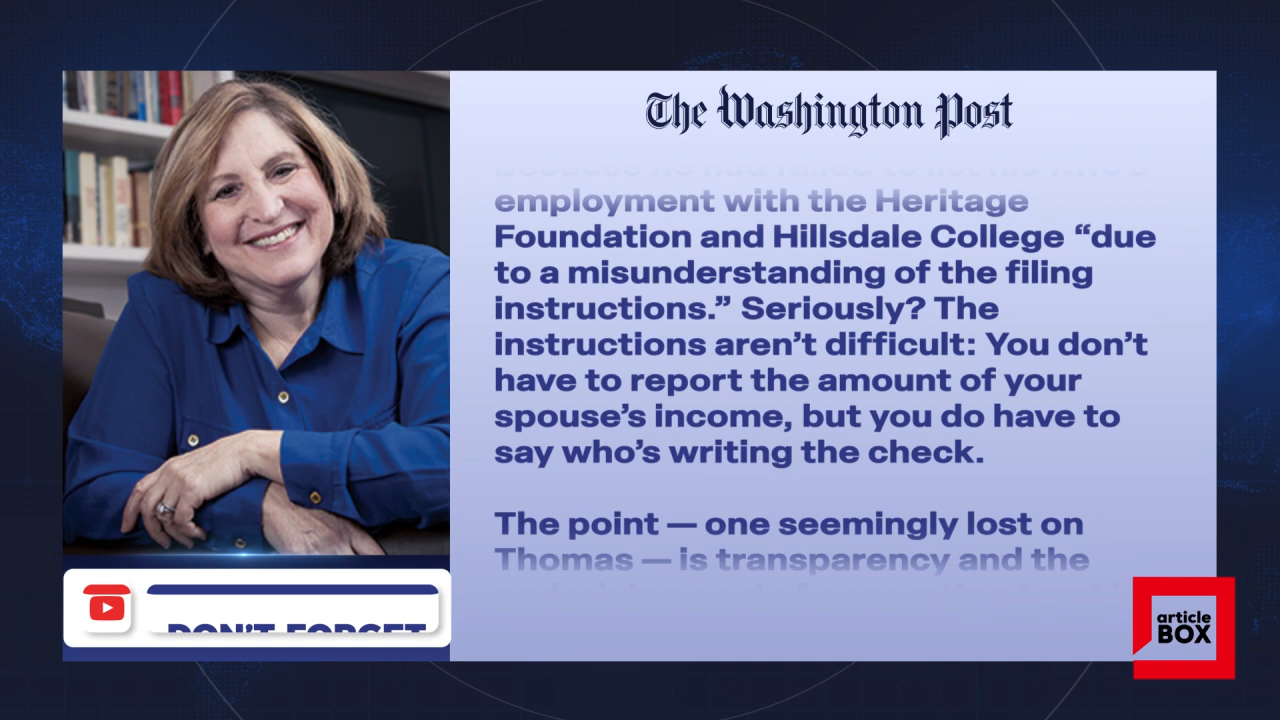 The Washington Post
employment with the Heritage
Foundation and Hillsdale College “due
to a misunderstanding of the filing
instructions.” Seriously? The
instructions aren’t difficult: You don’t
have to report the amount of your
spouse’s income, but you do have to
say who’s writing the check.
The point — one seemingly lost on
Thomas — is transparency and the
DON'T FORGET
article
BOX